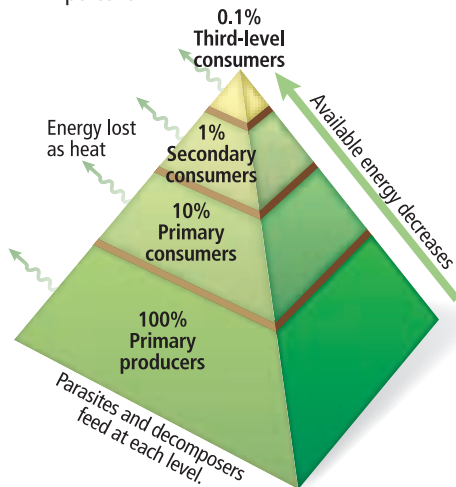 0.1%
Third-level
consumers
Energy lost
as heat
1%
Secondary
consumers
10%
Primary
consumers
100%
Primary
producers
Available energy decreases
Parasites and decomposers
feed at each level.